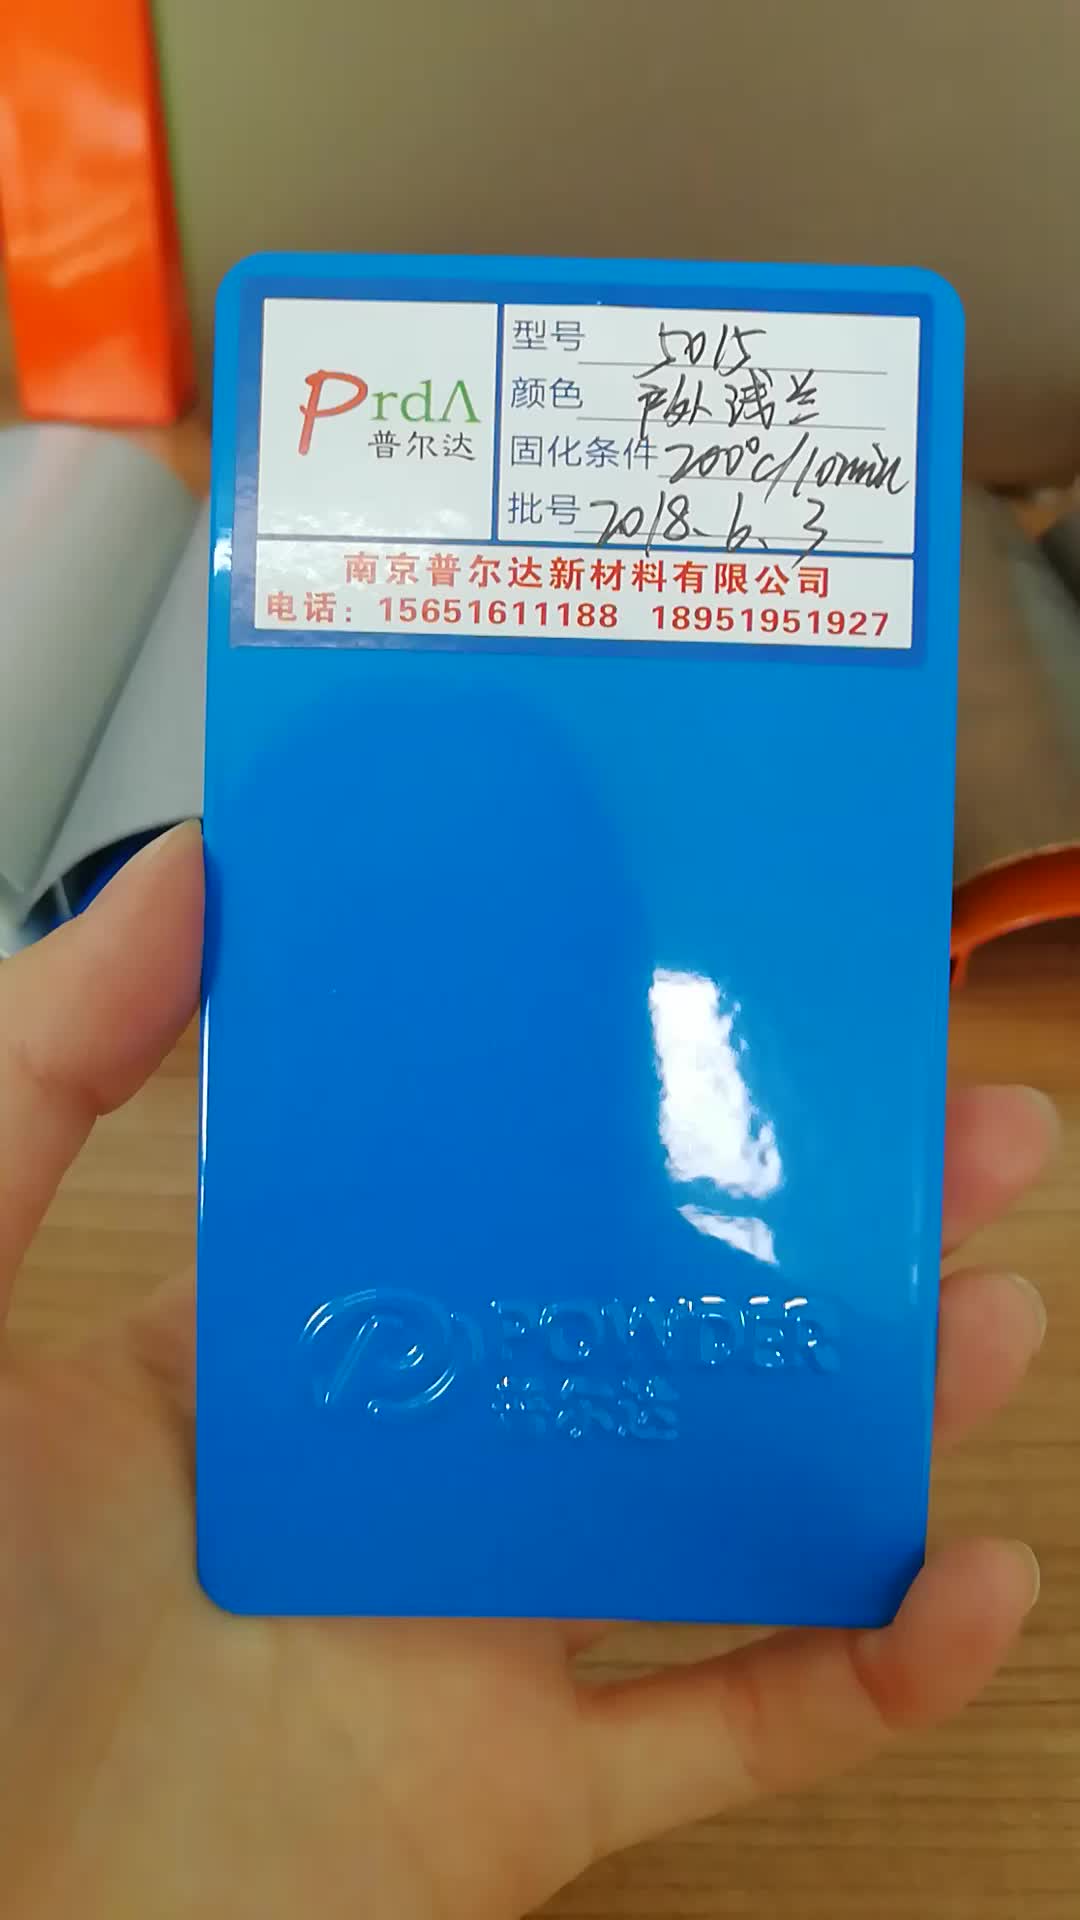 PrdΛ
普尔达
型号 5015
颜色 户外浅兰
固化条件 200℃/10min
批号 2018、6、3
南京普尔达新材料有限公司
电话：15651611188 18951951927
POWDER
普尔达